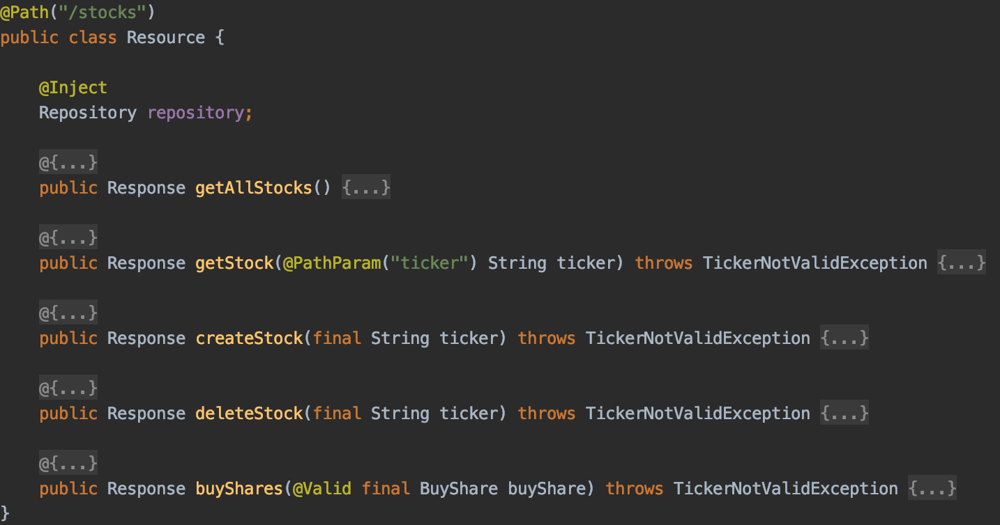 @Path("/stocks")
public class Resource {
@Inject
Repository repository;
@{...}
public Response getAllStocks() {...}
@{...}
public Response getStock(@PathParam("ticker") String ticker) throws TickerNotValidException {...}
@{...}
public Response createStock(final String ticker) throws TickerNotValidException {...}
@{...}
public Response deleteStock(final String ticker) throws TickerNotValidException {...}
@{...}
public Response buyShares(@Valid final BuyShare buyShare) throws TickerNotValidException {...}
}